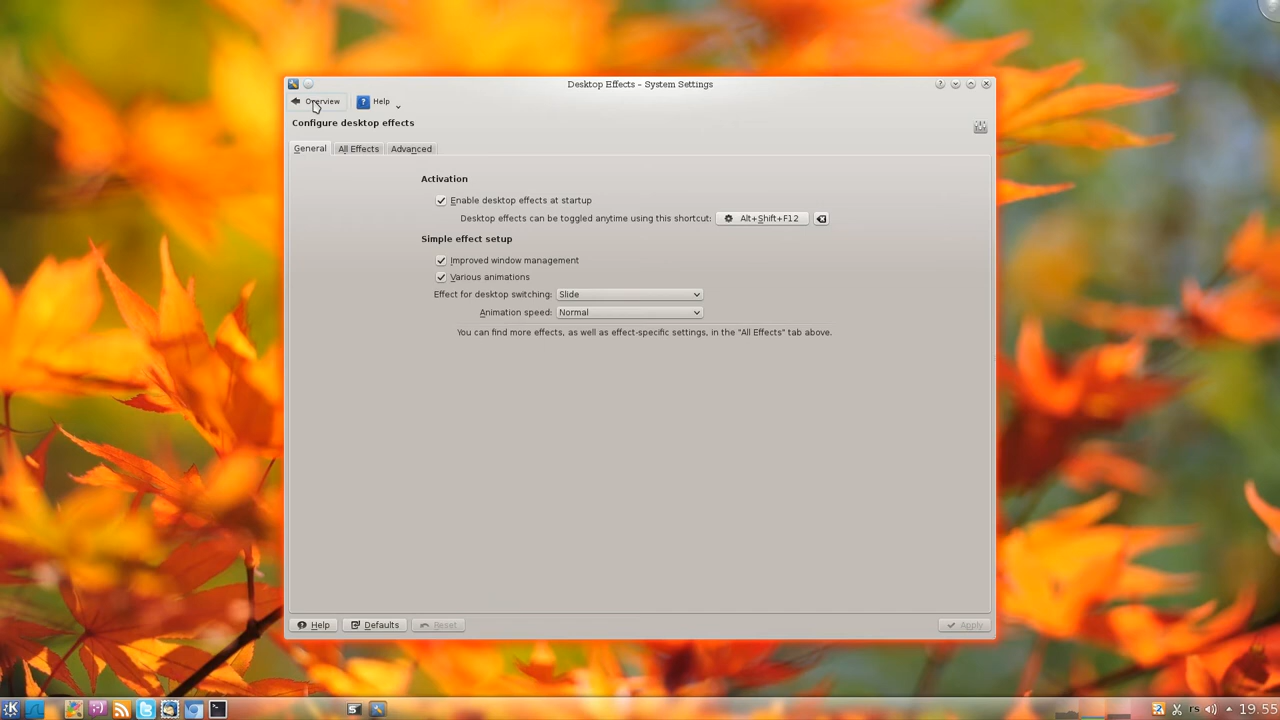 Desktop Effects – System Settings
Overview
Help
Configure desktop effects
General
All Effects
Advanced
Activation
Enable desktop effects at startup
Desktop effects can be toggled anytime using this shortcut:
Alt+Shift+F12
Simple effect setup
Improved window management
Various animations
Effect for desktop switching:
Slide
Animation speed:
Normal
You can find more effects, as well as effect-specific settings, in the "All Effects" tab above.
Help
Defaults
Reset
Apply
rs
19.55